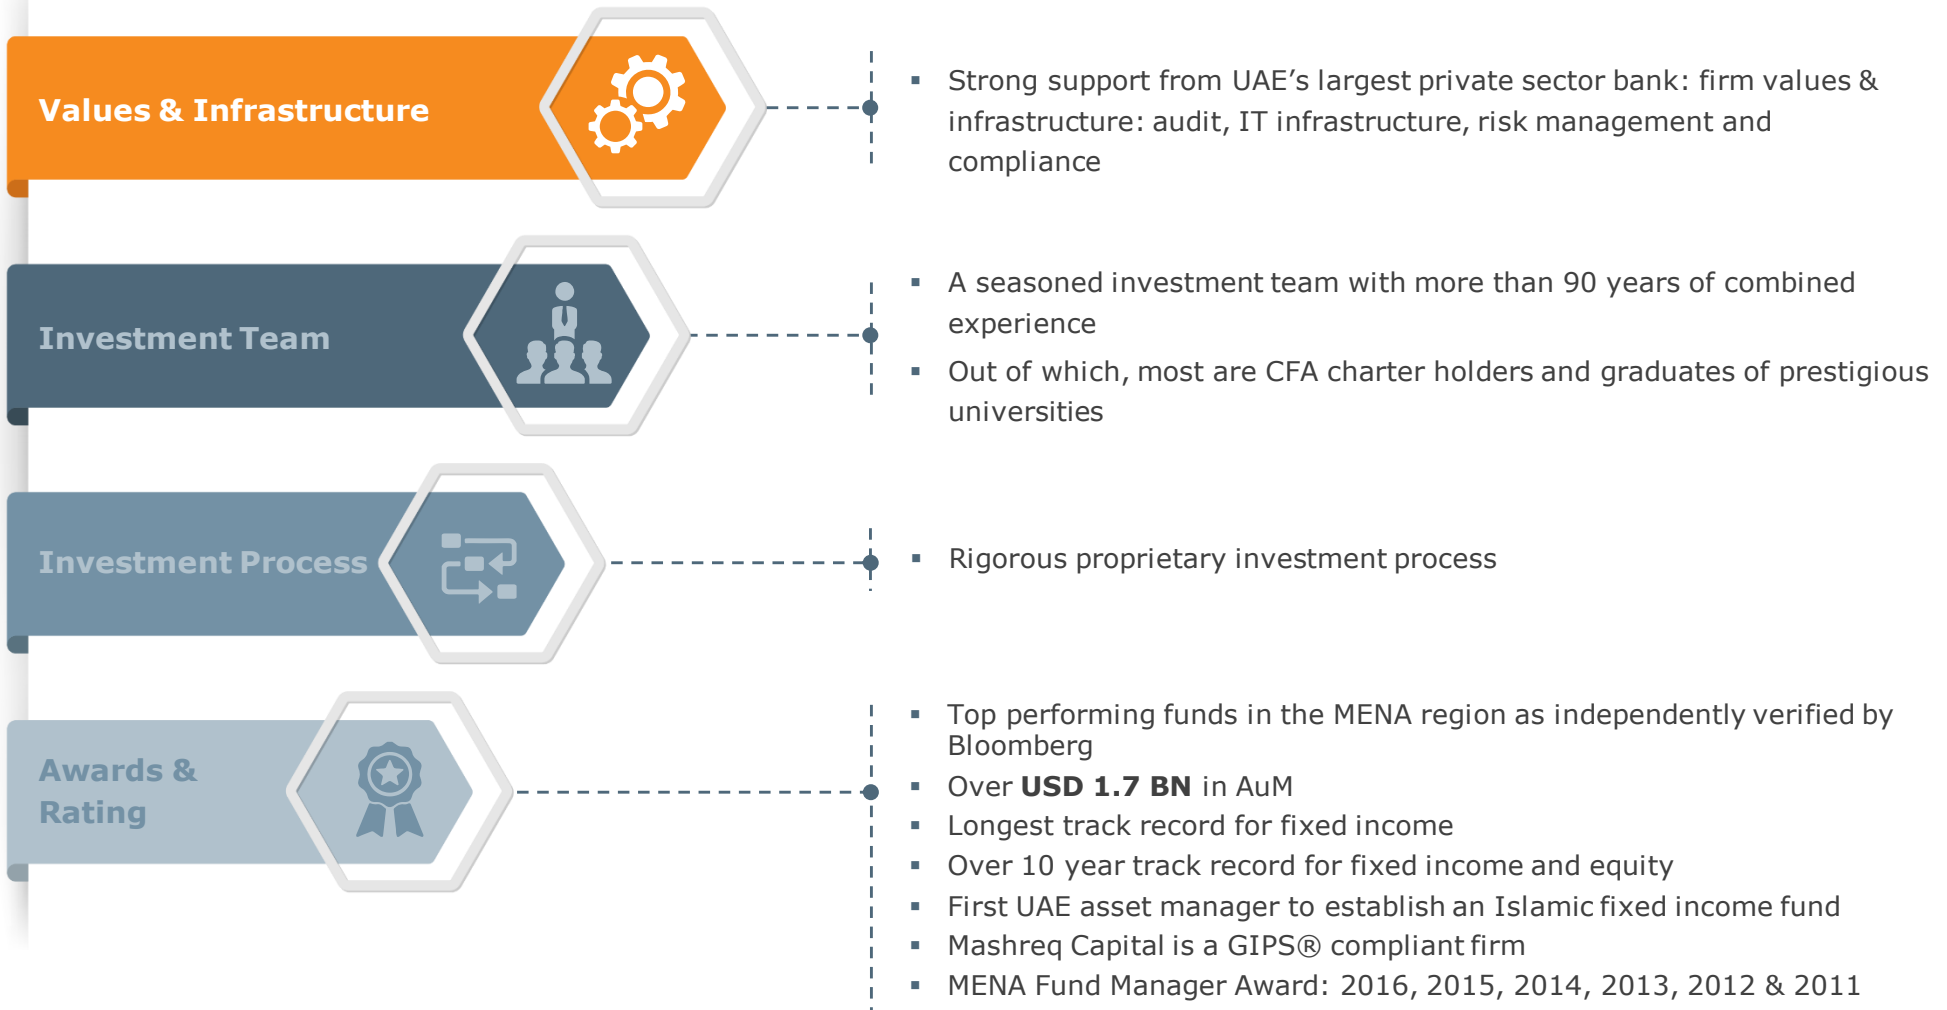 Values & Infrastructure
▪ Strong support from UAE’s largest private sector bank: firm values &
infrastructure: audit, IT infrastructure, risk management and
compliance
Investment Team
▪ A seasoned investment team with more than 90 years of combined
experience
▪ Out of which, most are CFA charter holders and graduates of prestigious
universities
Investment Process
▪ Rigorous proprietary investment process
Awards &
Rating
▪ Top performing funds in the MENA region as independently verified by
Bloomberg
▪ Over USD 1.7 BN in AuM
▪ Longest track record for fixed income
▪ Over 10 year track record for fixed income and equity
▪ First UAE asset manager to establish an Islamic fixed income fund
▪ Mashreq Capital is a GIPS® compliant firm
▪ MENA Fund Manager Award: 2016, 2015, 2014, 2013, 2012 & 2011